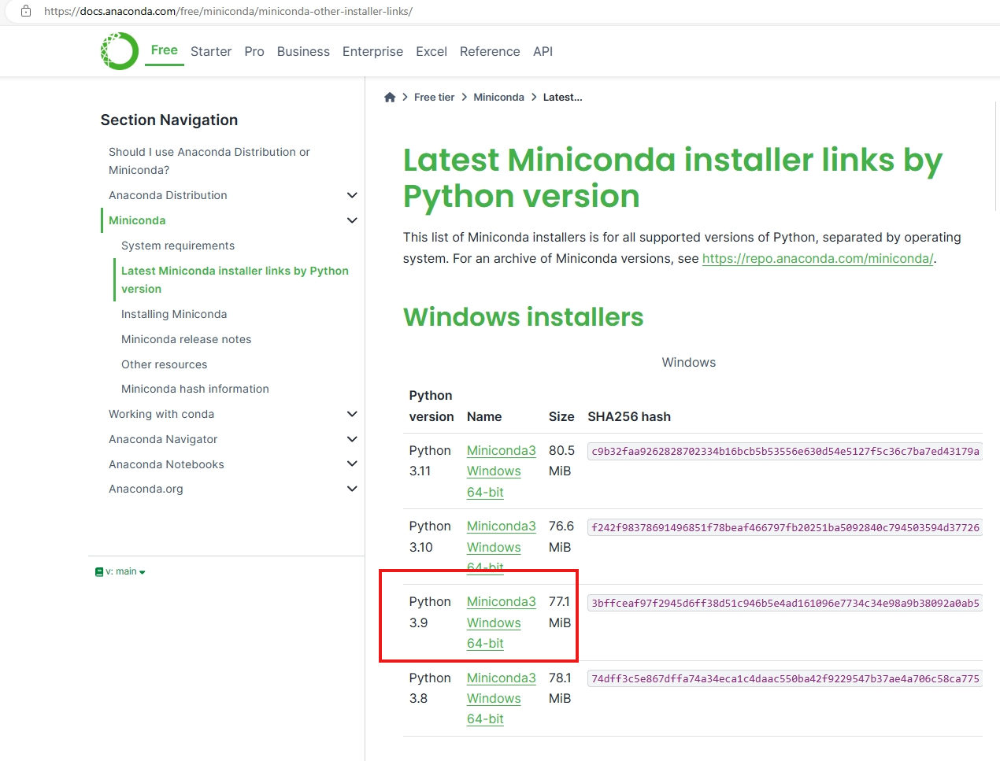 https://docs.anaconda.com/free/miniconda/miniconda-other-installer-links/
Free Starter Pro Business Enterprise Excel Reference API
Section Navigation
Should I use Anaconda Distribution or
Miniconda?
Anaconda Distribution
Miniconda
System requirements
Latest Miniconda installer links by Python
version
Installing Miniconda
Miniconda release notes
Other resources
Miniconda hash information
Working with conda
Anaconda Navigator
Anaconda Notebooks
Anaconda.org
v: main
Free tier Miniconda Latest...
Latest Miniconda installer links by
Python version
This list of Miniconda installers is for all supported versions of Python, separated by operating
system. For an archive of Miniconda versions, see https://repo.anaconda.com/miniconda/.
Windows installers
Windows
Python
version Name Size SHA256 hash
Python Miniconda3 80.5 c9b32faa9262828702334b16bcb5b53556e630d54e5127f5c36c7ba7ed43179a
3.11 Windows MiB
64-bit
Python Miniconda3 76.6 f242f98378691496851f78beaf466797fb20251ba5092840c794503594d37726
3.10 Windows MiB
64-bit
Python Miniconda3 77.1 3bffceaf97f2945d6ff38d51c946b5e4ad161096e7734c34e98a9b38092a0ab5
3.9 Windows MiB
64-bit
Python Miniconda3 78.1 74dff3c5e867dffa74a34eca1c4daac550ba42f9229547b37ae4a706c58ca775
3.8 Windows MiB
64-bit